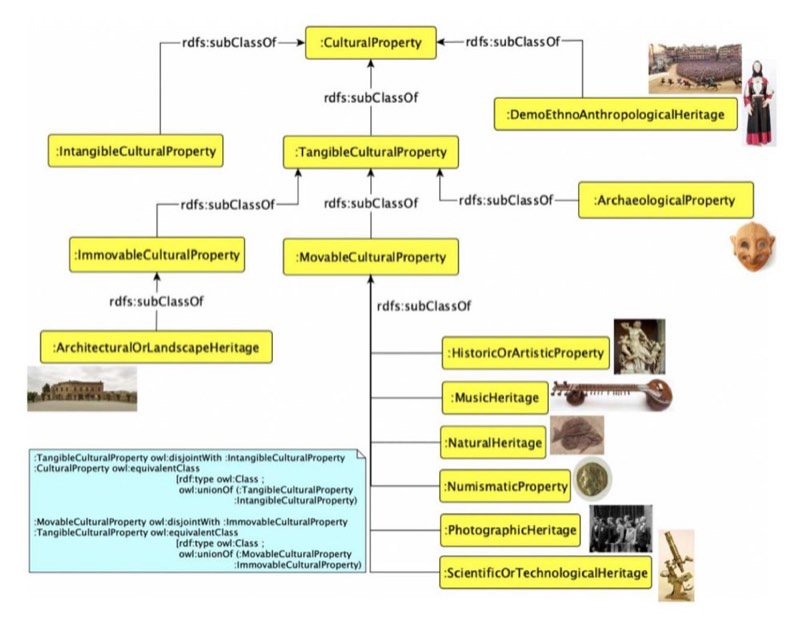 rdfs:subClassOf
:CulturalProperty
rdfs:subClassOf
rdfs:subClassOf
:DemoEthnoAnthropologicalHeritage
:IntangibleCulturalProperty
:TangibleCulturalProperty
rdfs:subClassOf
rdfs:subClassOf
rdfs:subClassOf
:ArchaeologicalProperty
:ImmovableCulturalProperty
:MovableCulturalProperty
rdfs:subClassOf
rdfs:subClassOf
:ArchitecturalOrLandscapeHeritage
:HistoricOrArtisticProperty
:MusicHeritage
:NaturalHeritage
:NumismaticProperty
:PhotographicHeritage
:ScientificOrTechnologicalHeritage
:TangibleCulturalProperty owl:disjointWith :IntangibleCulturalProperty
:CulturalProperty owl:equivalentClass
[rdf:type owl:Class ;
owl:unionOf (:TangibleCulturalProperty
:IntangibleCulturalProperty)
:MovableCulturalProperty owl:disjointWith :ImmovableCulturalProperty
:TangibleCulturalProperty owl:equivalentClass
[rdf:type owl:Class ;
owl:unionOf (:MovableCulturalProperty
:ImmovableCulturalProperty)